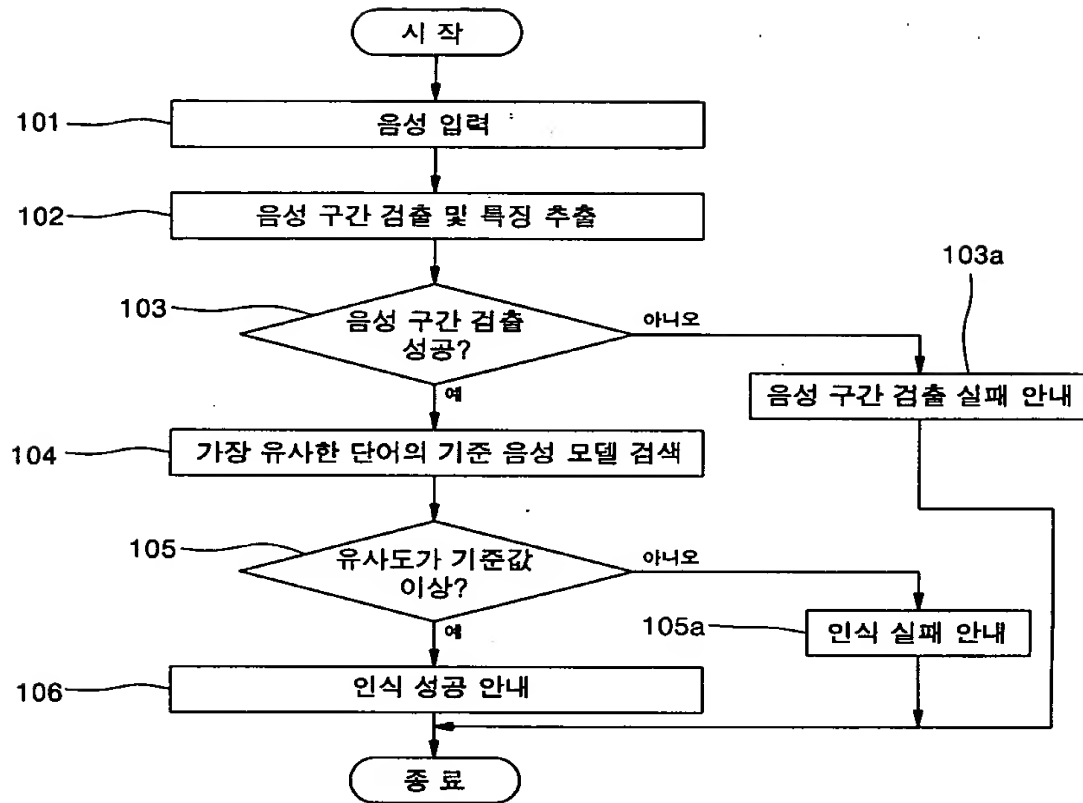 시 작
101
음성 입력
102
음성 구간 검출 및 특징 추출
103a
103
음성 구간 검출
성공?
아니오
예
음성 구간 검출 실패 안내
104
가장 유사한 단어의 기준 음성 모델 검색
105
유사도가 기준값
이상?
아니오
예
105a
인식 실패 안내
106
인식 성공 안내
종 료